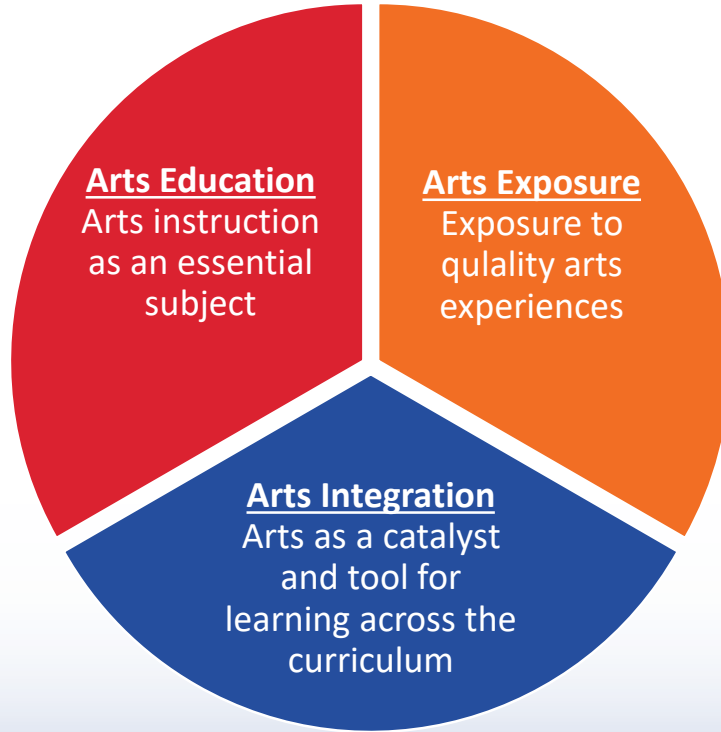 Arts Education
Arts instruction
as an essential
subject
Arts Exposure
Exposure to
qulality arts
experiences
Arts Integration
Arts as a catalyst
and tool for
learning across the
curriculum